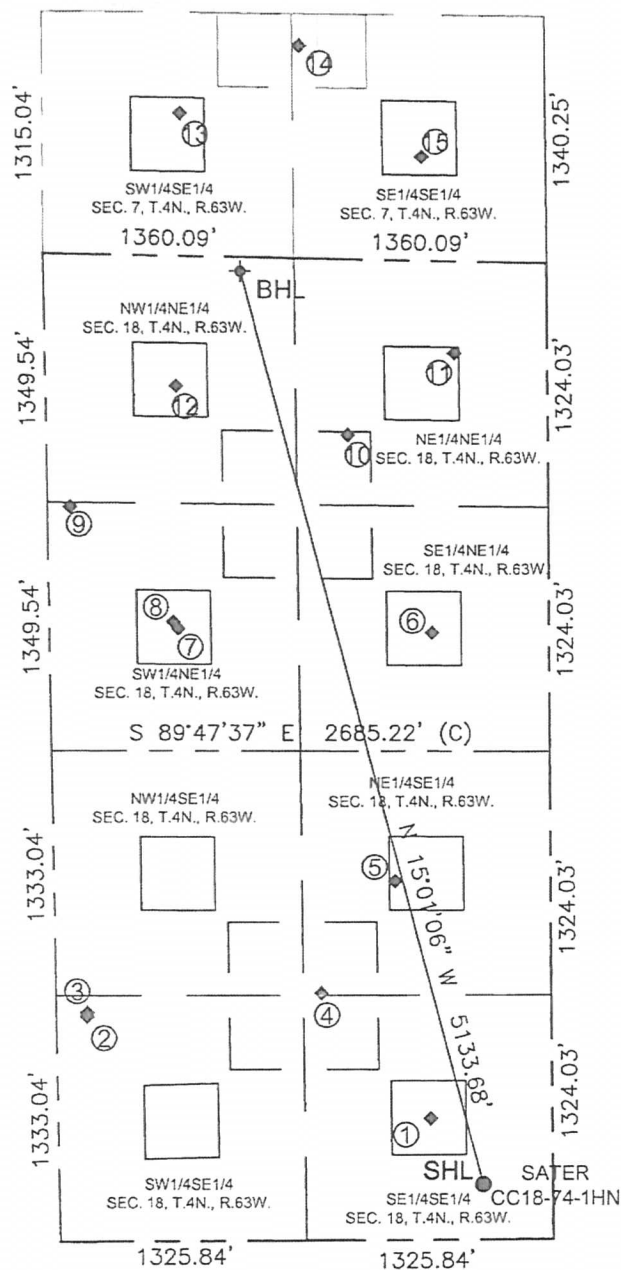 14
1315.04'
13
15
1340.25'
SW1/4SE1/4
SEC. 7, T.4N., R.63W.
SE1/4SE1/4
SEC. 7, T.4N., R.63W.
1360.09'
1360.09'
BHL
NW1/4NE1/4
SEC. 18, T.4N., R.63W.
1349.54'
12
11
1324.03'
10
NE1/4NE1/4
SEC. 18, T.4N., R.63W.
9
SE1/4NE1/4
SEC. 18, T.4N., R.63W.
8
7
6
1349.54'
1324.03'
SW1/4NE1/4
SEC. 18, T.4N., R.63W.
S 89°47'37" E 2685.22' (C)
NW1/4SE1/4
SEC. 18, T.4N., R.63W.
NE1/4SE1/4
SEC. 18, T.4N., R.63W.
N 15°01'06" W 5133.68'
5
1333.04'
1324.03'
3
2
4
1333.04'
1
1324.03'
SHL
SATER
CC18-74-1HN
SW1/4SE1/4
SEC. 18, T.4N., R.63W.
SE1/4SE1/4
SEC. 18, T.4N., R.63W.
1325.84'
1325.84'